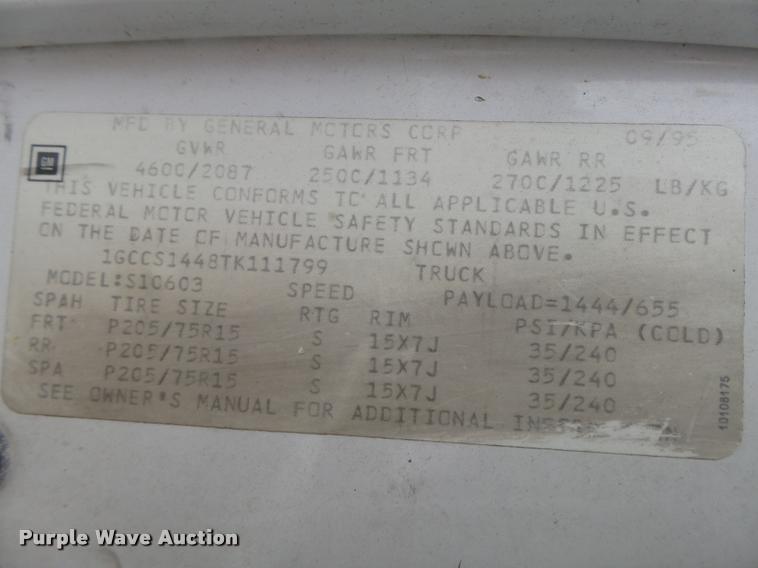 MFD BY GENERAL MOTORS CORP 09/95
GVWR GAWR FRT GAWR RR
GM
4600/2087 2500/1134 2700/1225 LB/KG
THIS VEHICLE CONFORMS TO ALL APPLICABLE U.S.
FEDERAL MOTOR VEHICLE SAFETY STANDARDS IN EFFECT
ON THE DATE OF MANUFACTURE SHOWN ABOVE.
1GCCS1448TK111799 TRUCK
MODEL:S10603 SPEED PAYLOAD=1444/655
SPAH TIRE SIZE RTG RIM PSI/KPA (COLD)
FRT P205/75R15 S 15X7J 35/240
RR P205/75R15 S 15X7J 35/240
SPA P205/75R15 S 15X7J 35/240
SEE OWNER'S MANUAL FOR ADDITIONAL
10108175
Purple Wave Auction